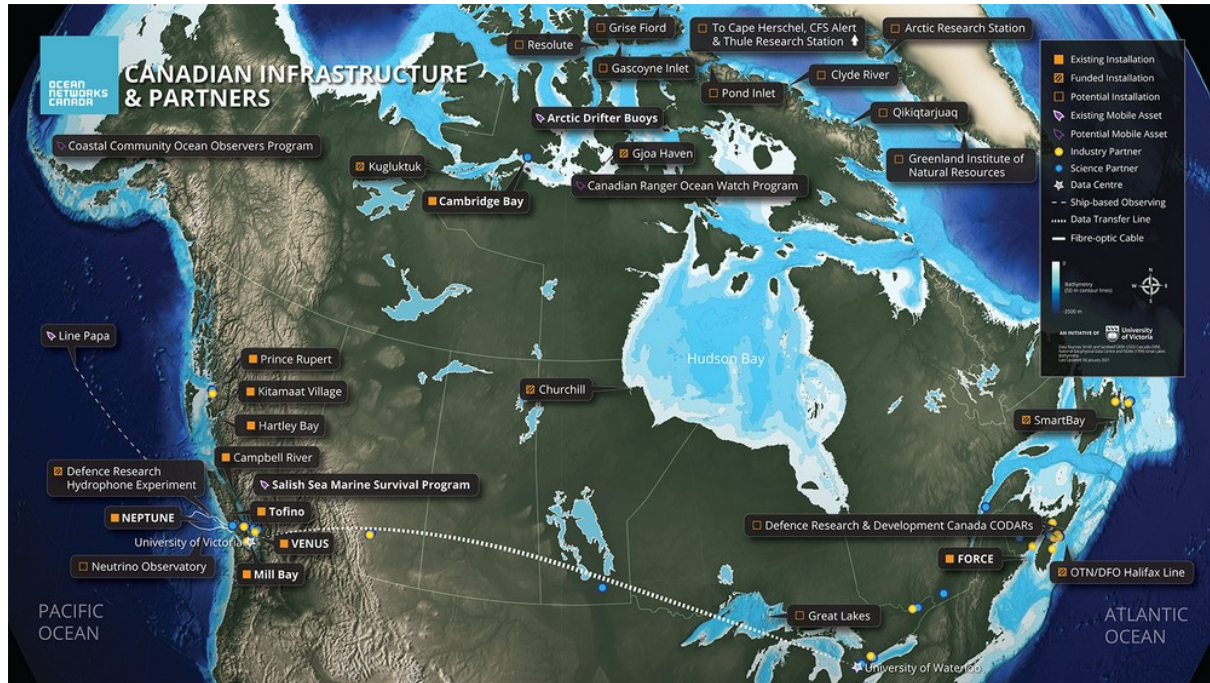 OCEAN
NETWORKS
CANADA
CANADIAN INFRASTRUCTURE
& PARTNERS
Grise Fiord
Resolute
To Cape Herschel, CFS Alert
& Thule Research Station
Arctic Research Station
Gascoyne Inlet
Pond Inlet
Clyde River
Qikiqtarjuaq
Greenland Institute of
Natural Resources
Coastal Community Ocean Observers Program
Arctic Drifter Buoys
Kugluktuk
Gjoa Haven
Canadian Ranger Ocean Watch Program
Cambridge Bay
Existing Installation
Funded Installation
Potential Installation
Existing Mobile Asset
Potential Mobile Asset
Industry Partner
Science Partner
Data Centre
Ship-based Observing
Data Transfer Line
Fibre-optic Cable
0
Bathymetry
(50 m contour lines)
-3500 m
N
W
E
S
AN INITIATIVE OF
University
of Victoria
Line Papa
Prince Rupert
Kitamaat Village
Hartley Bay
Campbell River
Hudson Bay
Churchill
SmartBay
Defence Research
Hydrophone Experiment
Salish Sea Marine Survival Program
Tofino
NEPTUNE
University of Victoria
VENUS
Neutrino Observatory
Mill Bay
Defence Research & Development Canada CODARs
FORCE
OTN/DFO Halifax Line
Great Lakes
University of Waterloo
PACIFIC
OCEAN
ATLANTIC
OCEAN